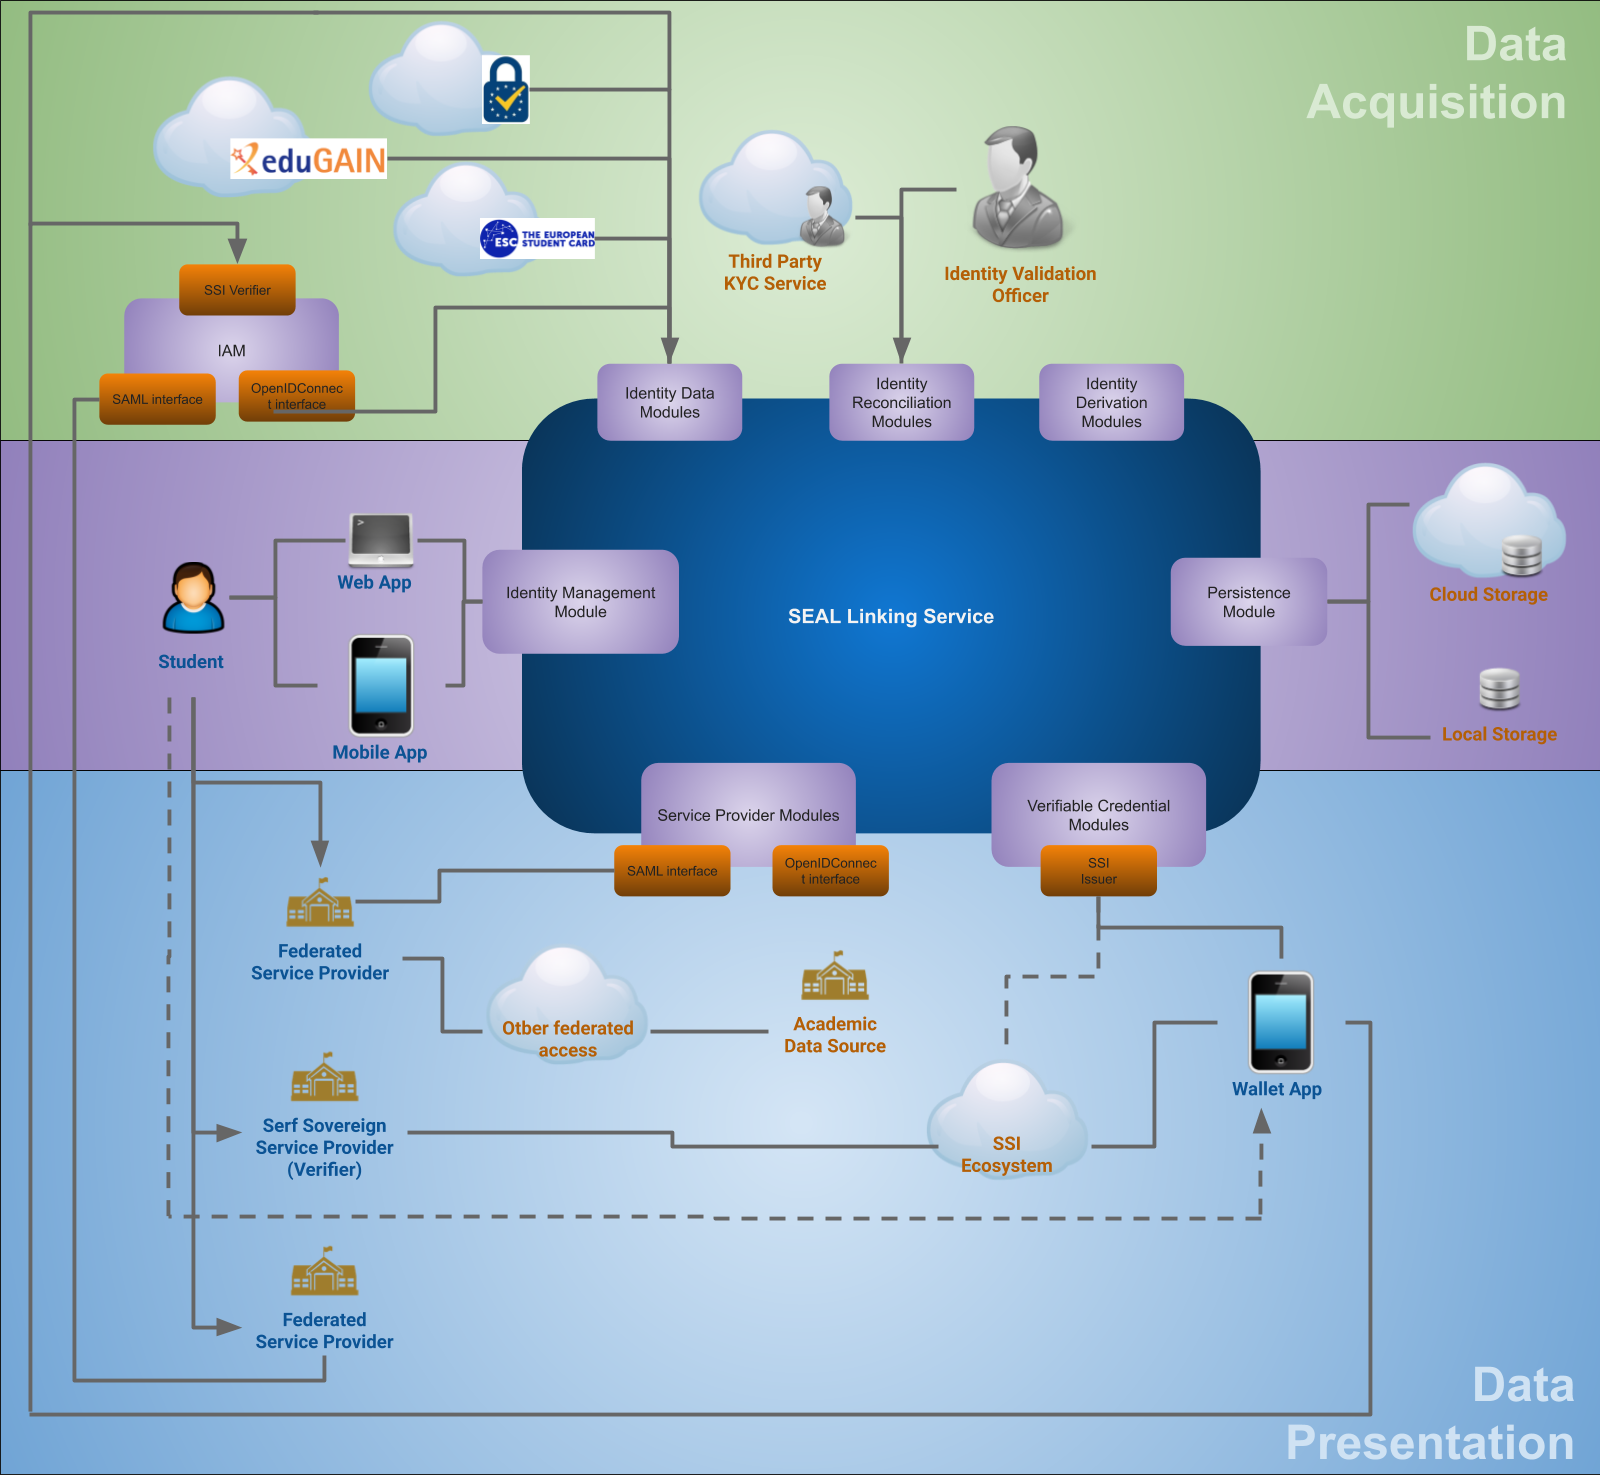 Data
Acquisition
eduGAIN
ESC THE EUROPEAN
STUDENT CARD
Third Party
KYC Service
Identity Validation
Officer
SSI Verifier
IAM
SAML interface
OpenIDConnec
t interface
Identity Data
Modules
Identity
Reconciliation
Modules
Identity
Derivation
Modules
>
Web App
Student
Mobile App
Identity Management
Module
SEAL Linking Service
Persistence
Module
Cloud Storage
Local Storage
Service Provider Modules
SAML interface
OpenIDConnec
t interface
Verifiable Credential
Modules
SSI
Issuer
Federated
Service Provider
Otber federated
access
Academic
Data Source
Wallet App
Serf Sovereign
Service Provider
(Verifier)
SSI
Ecosystem
Federated
Service Provider
Data
Presentation